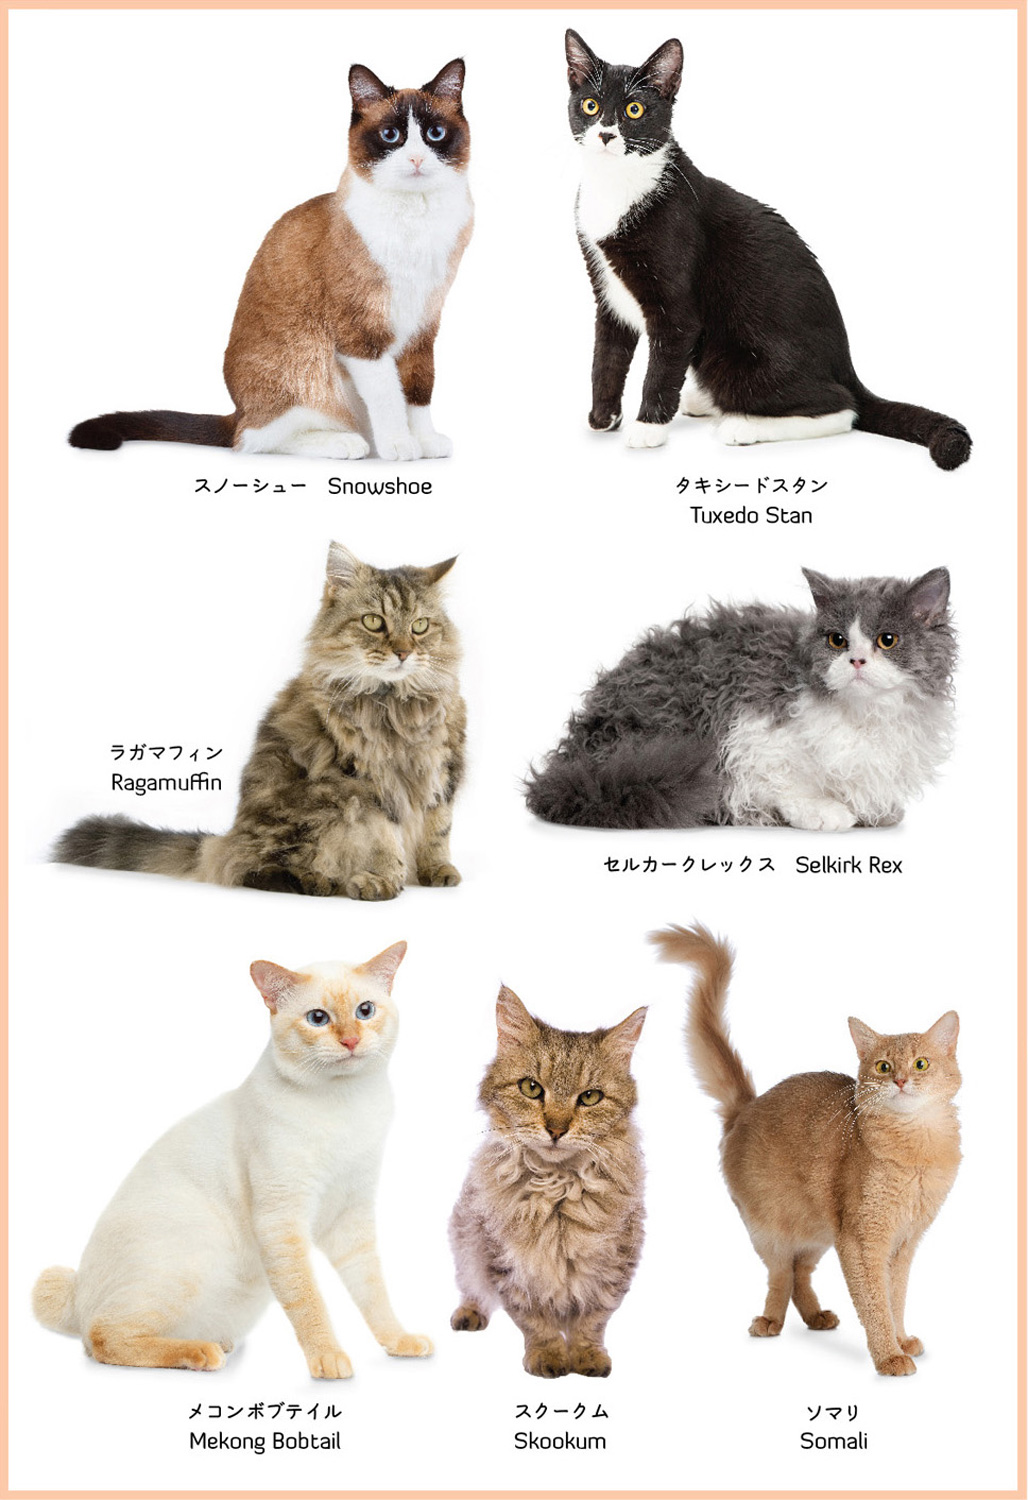 スノーシュー Snowshoe
タキシードスタン
Tuxedo Stan
ラガマフィン
Ragamuffin
セルカークレックス Selkirk Rex
メコンボブテイル
Mekong Bobtail
スクークム
Skookum
ソマリ
Somali